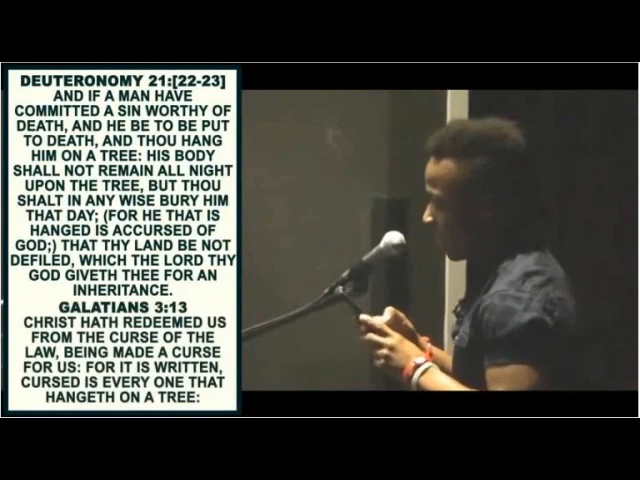 DEUTERONOMY 21:[22-23]
AND IF A MAN HAVE
COMMITTED A SIN WORTHY OF
DEATH, AND HE BE TO BE PUT
TO DEATH, AND THOU HANG
HIM ON A TREE: HIS BODY
SHALL NOT REMAIN ALL NIGHT
UPON THE TREE, BUT THOU
SHALT IN ANY WISE BURY HIM
THAT DAY; (FOR HE THAT IS
HANGED IS ACCURSED OF
GOD;) THAT THY LAND BE NOT
DEFILED, WHICH THE LORD THY
GOD GIVETH THEE FOR AN
INHERITANCE.
GALATIANS 3:13
CHRIST HATH REDEEMED US
FROM THE CURSE OF THE
LAW, BEING MADE A CURSE
FOR US: FOR IT IS WRITTEN,
CURSED IS EVERY ONE THAT
HANGETH ON A TREE: